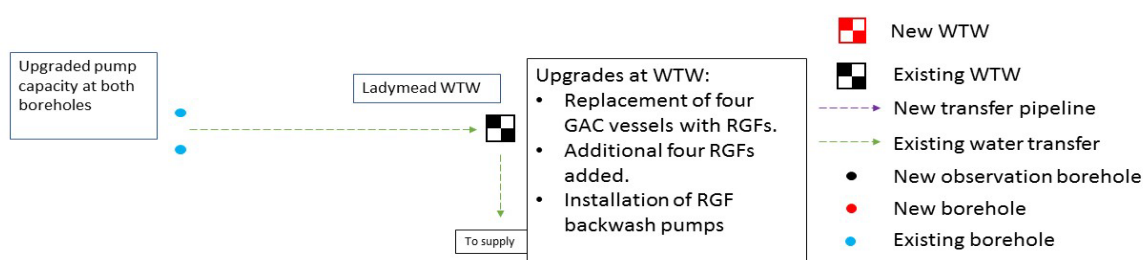 Upgraded pump
capacity at both
boreholes
Ladymead WTW
To supply
Upgrades at WTW:
• Replacement of four
GAC vessels with RGFs.
• Additional four RGFs
added.
• Installation of RGF
backwash pumps
New WTW
Existing WTW
New transfer pipeline
Existing water transfer
New observation borehole
New borehole
Existing borehole